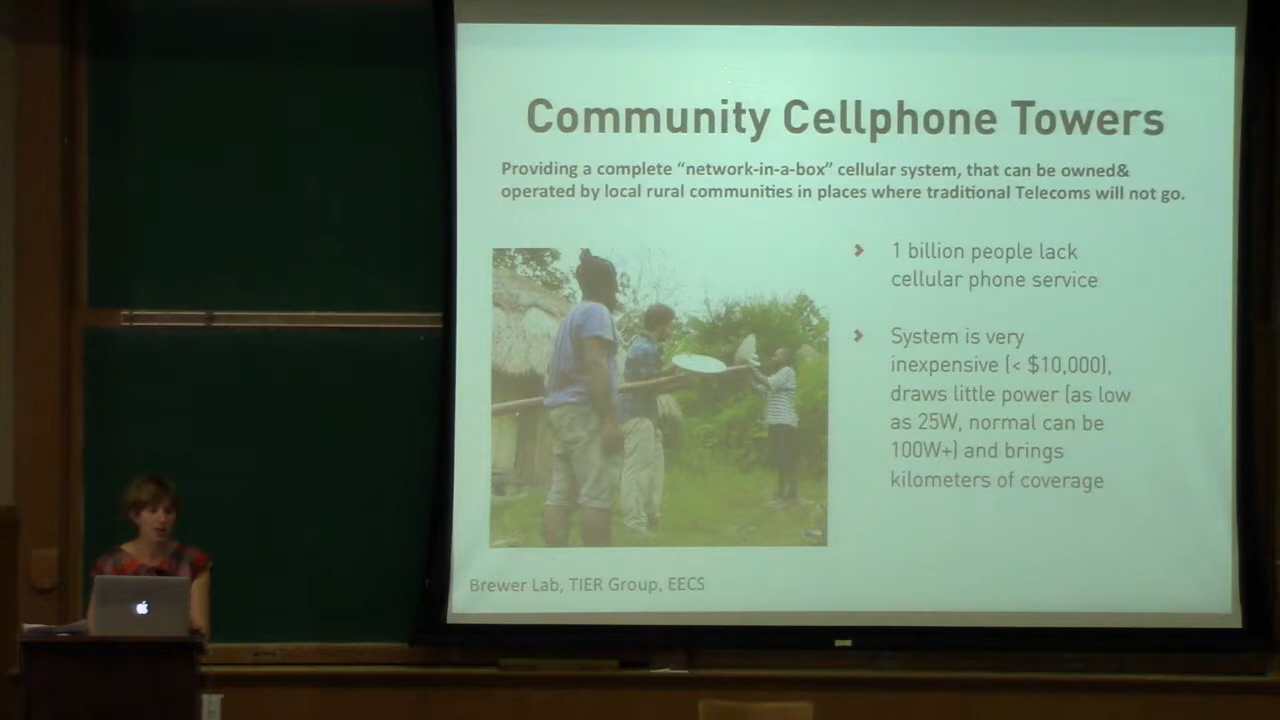 Community Cellphone Towers
Providing a complete “network-in-a-box” cellular system, that can be owned&
operated by local rural communities in places where traditional Telecoms will not go.
1 billion people lack
cellular phone service
System is very
inexpensive (< $10,000),
draws little power (as low
as 25W, normal can be
100W+) and brings
kilometers of coverage
Brewer Lab, TIER Group, EECS